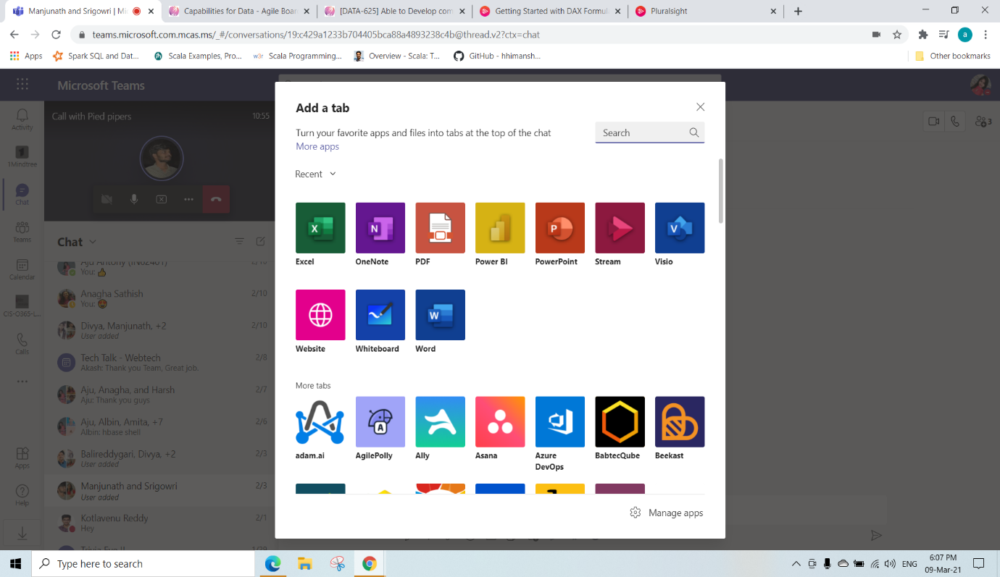 Manjunath and Srigowri | Mi
Capabilities for Data - Agile Boar
[DATA-625] Able to Develop com
Getting Started with DAX Formul
Pluralsight
teams.microsoft.com.mcas.ms/_#/conversations/19:c429a1233b704405bca88a4893238c4b@thread.v2?ctx=chat
a
Apps
Spark SQL and Dat...
Scala Examples, Pro...
w3r
Scala Programming...
Overview - Scala: T...
GitHub - hhimansh...
Other bookmarks
Microsoft Teams
Call with Pied pipers
10:55
Activity
1Mindtree
Chat
Teams
Calendar
CIS-O365-L...
Calls
Apps
Help
3
Chat
Aju Antony (IN02401)
You: 👍
Anagha Sathish
2/10
You: 🤩
Divya, Manjunath, +2
2/10
User added
Tech Talk - Webtech
2/8
Akash: Thank you Team, Great job.
Aju, Anagha, and Harsh
2/7
Aju: Thank you guys
Aju, Albin, Amita, +7
2/6
Albin: hbase shell
Balireddygari, Divya, +2
2/3
User added
Manjunath and Srigowri
2/3
User added
Kotlavenu Reddy
2/1
Hey
Add a tab
Turn your favorite apps and files into tabs at the top of the chat
More apps
Search
Recent
Excel
OneNote
PDF
Power BI
PowerPoint
Stream
Visio
Website
Whiteboard
Word
More tabs
adam.ai
AgilePolly
Ally
Asana
Azure
DevOps
BabtecQube
Beekast
Manage apps
Type here to search
ENG
6:07 PM
09-Mar-21